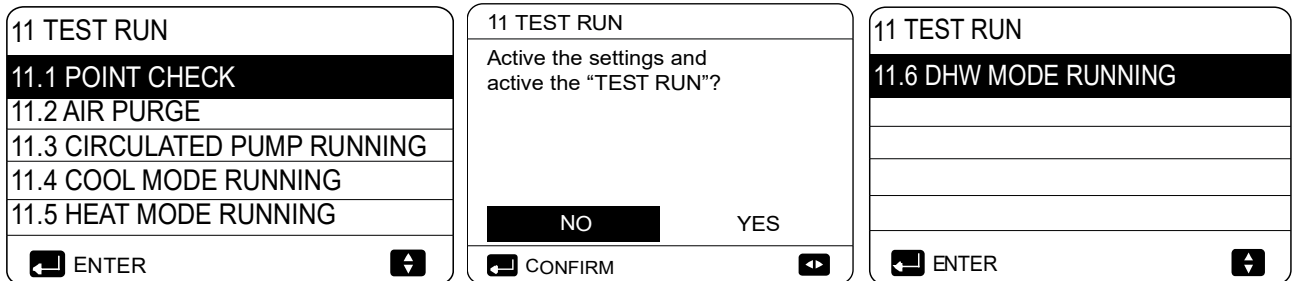 11 TEST RUN
11.1 POINT CHECK
11.2 AIR PURGE
11.3 CIRCULATED PUMP RUNNING
11.4 COOL MODE RUNNING
11.5 HEAT MODE RUNNING
ENTER
11 TEST RUN
Active the settings and
active the “TEST RUN”?
NO YES
CONFIRM
11 TEST RUN
11.6 DHW MODE RUNNING
ENTER